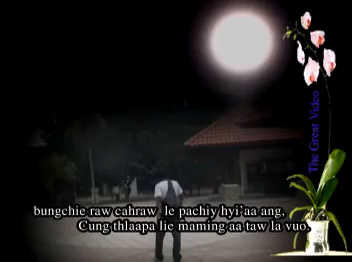 The Great Video
bungchie raw cahraw le pachiy hyi'aa ang,
Cung thlaapa lie maming aa taw la vuo.